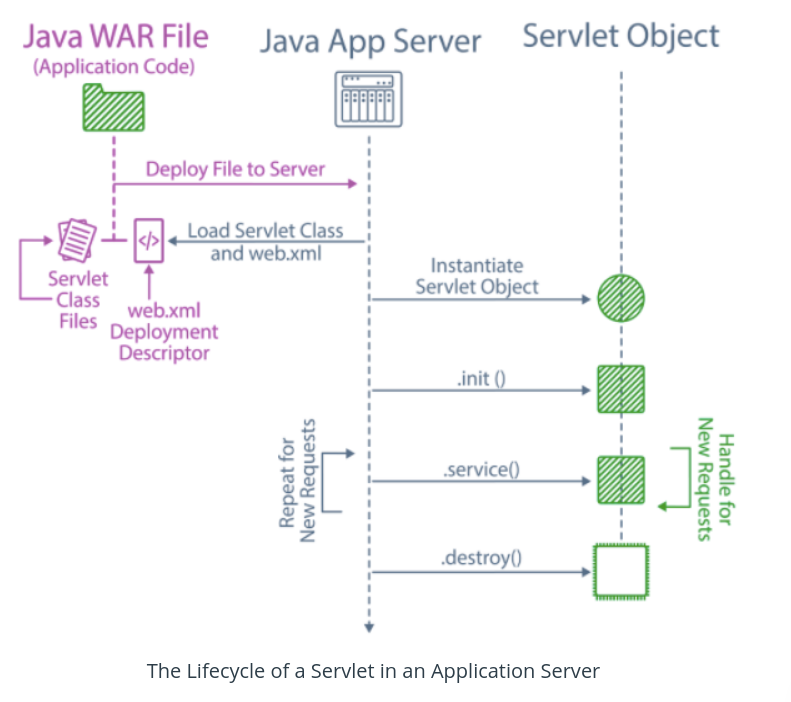 Java WAR File
(Application Code)
Java App Server
Servlet Object
Deploy File to Server
Load Servlet Class
and web.xml
</>
Servlet
Class
Files
web.xml
Deployment
Descriptor
Instantiate
Servlet Object
.init ()
Repeat for
New Requests
.service()
Handle for
New Requests
.destroy()
The Lifecycle of a Servlet in an Application Server